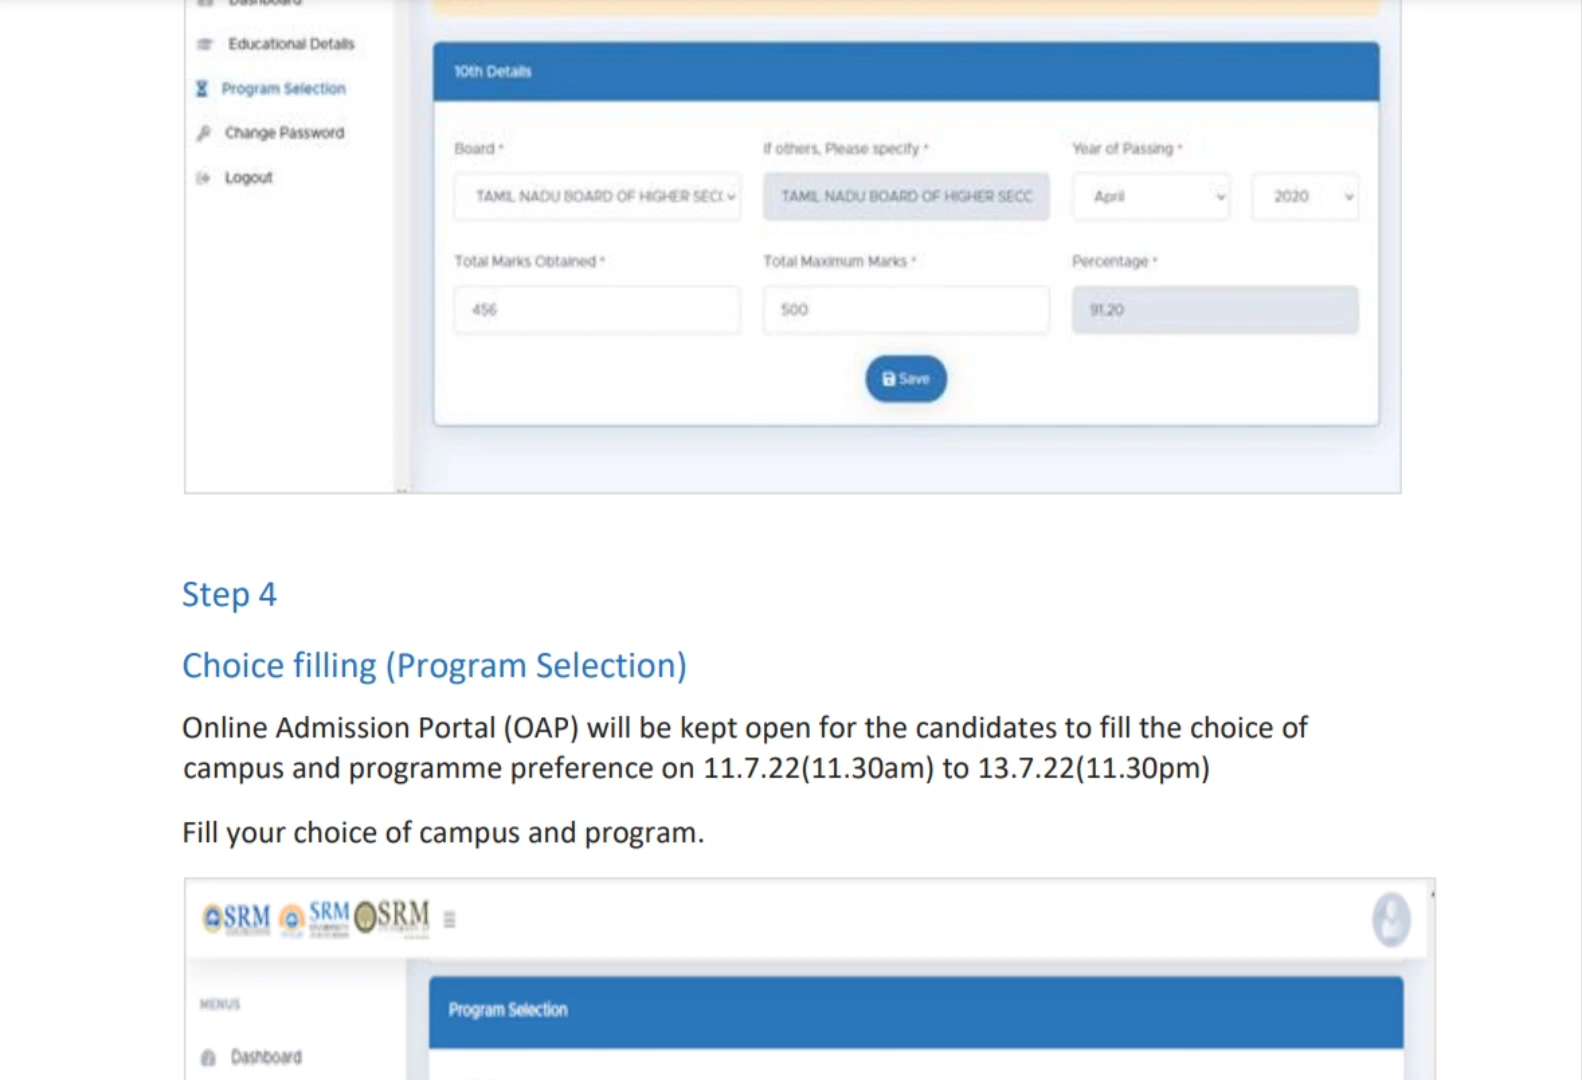 Dashboard
Educational Details
Program Selection
Change Password
Logout
10th Details
Board *
If others, Please specify *
Year of Passing *
TAMIL NADU BOARD OF HIGHER SECC
TAMIL NADU BOARD OF HIGHER SECC
April
2020
Total Marks Obtained *
Total Maximum Marks *
Percentage *
456
500
91.20
Save
Step 4
Choice filling (Program Selection)
Online Admission Portal (OAP) will be kept open for the candidates to fill the choice of
campus and programme preference on 11.7.22(11.30am) to 13.7.22(11.30pm)
Fill your choice of campus and program.
SRM SRM SRM
MENUS
Program Selection
Dashboard